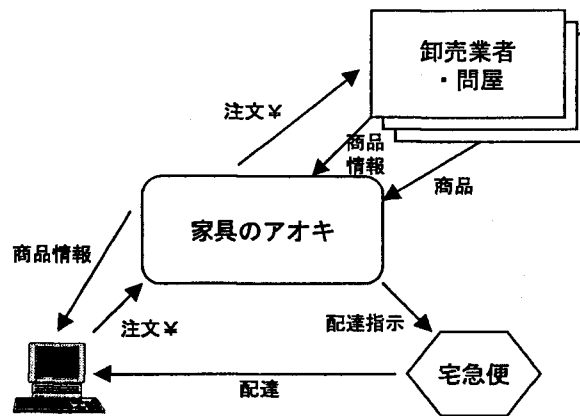 卸売業者
・問屋
注文¥
商品
情報
商品
家具のアオキ
商品情報
注文¥
配達指示
宅急便
配達